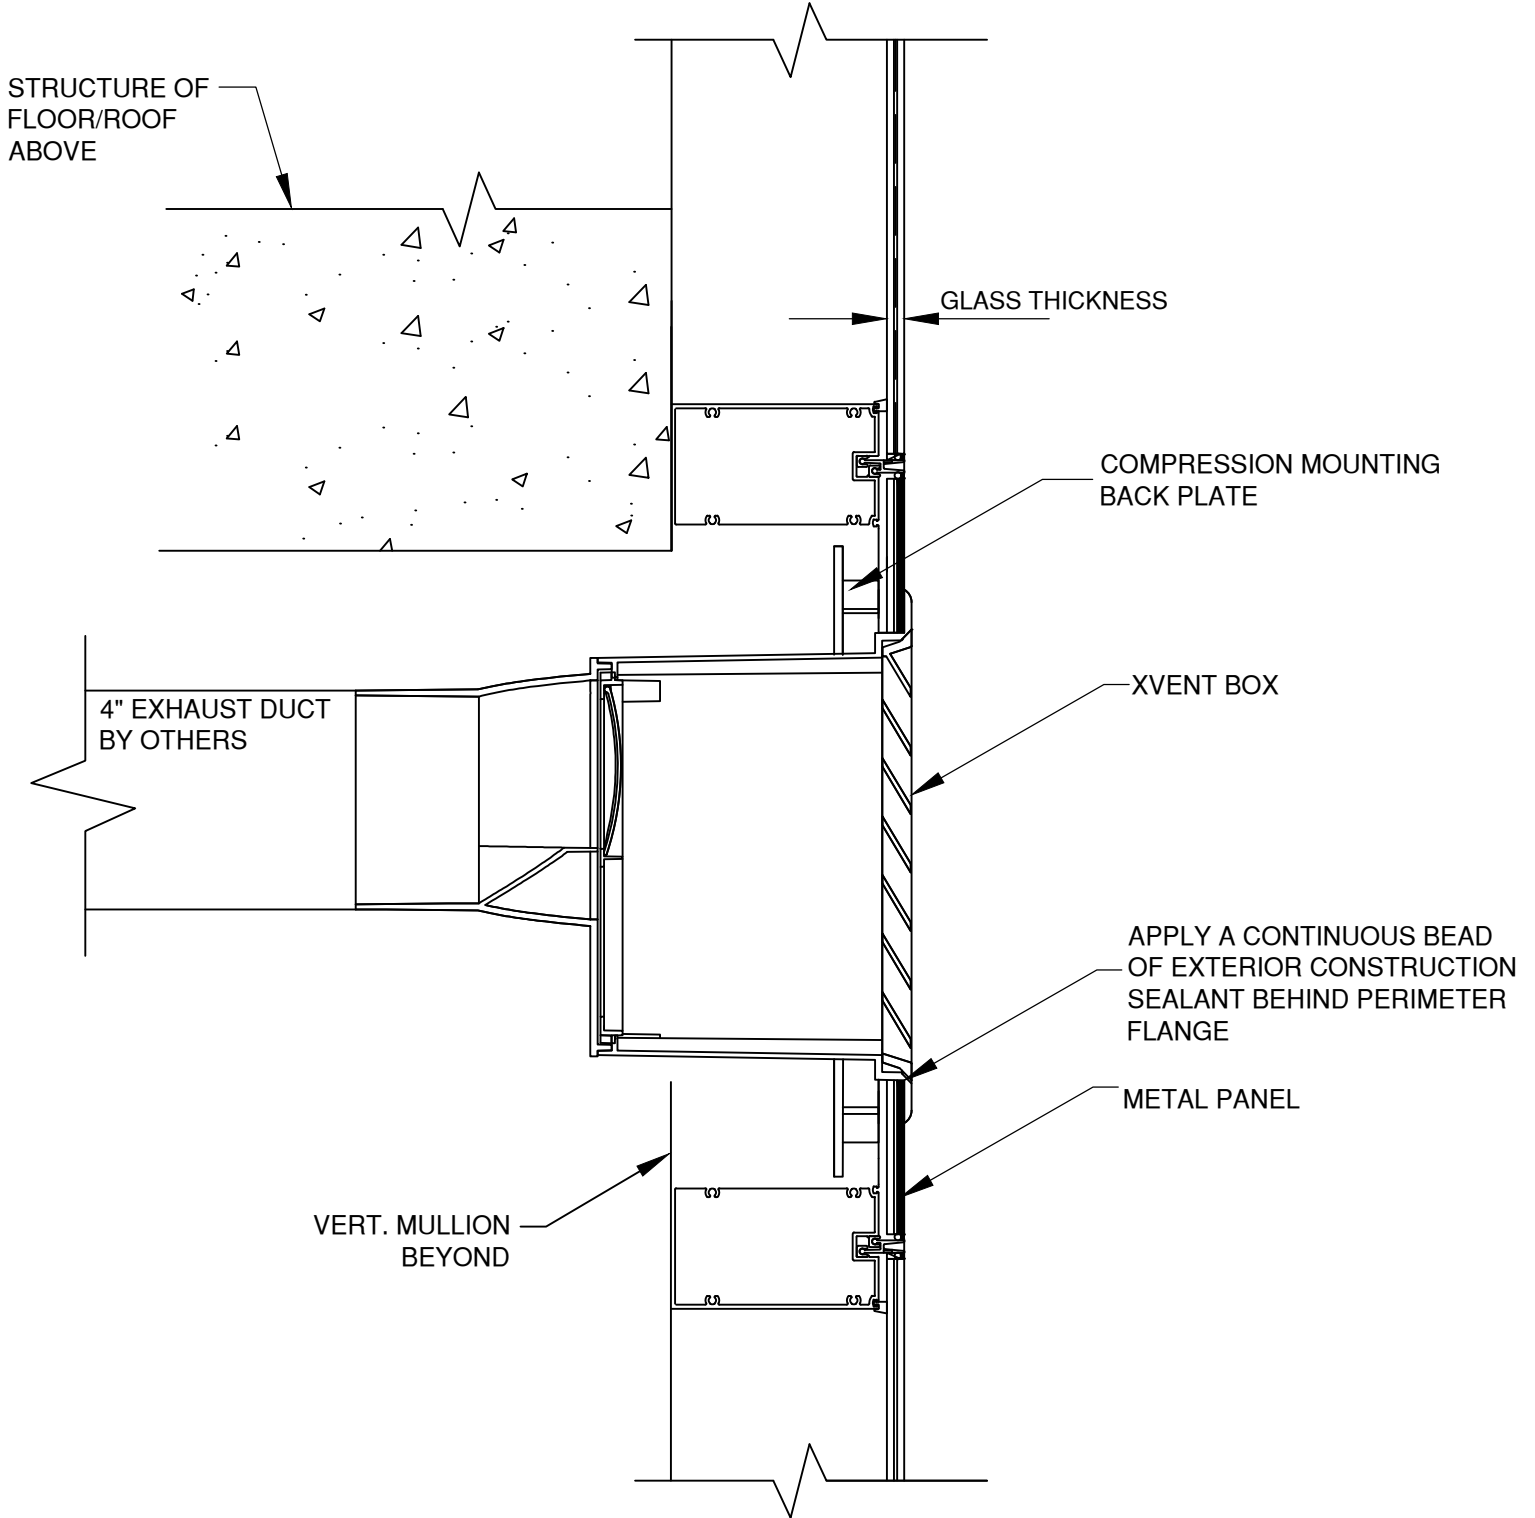 STRUCTURE OF
FLOOR/ROOF
ABOVE
GLASS THICKNESS
COMPRESSION MOUNTING
BACK PLATE
XVENT BOX
4" EXHAUST DUCT
BY OTHERS
APPLY A CONTINUOUS BEAD
OF EXTERIOR CONSTRUCTION
SEALANT BEHIND PERIMETER
FLANGE
METAL PANEL
VERT. MULLION
BEYOND